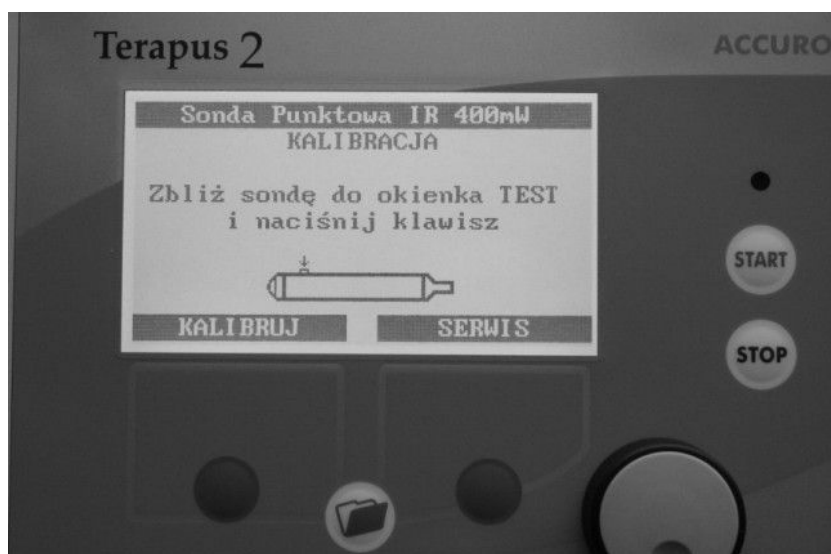 Terapus 2
ACCURO
Sonda Punktowa IR 400mW
KALIBRACJA
Zbliż sondę do okienka TEST
i naciśnij klawisz
KALIBRUJ
SERWIS
START
STOP